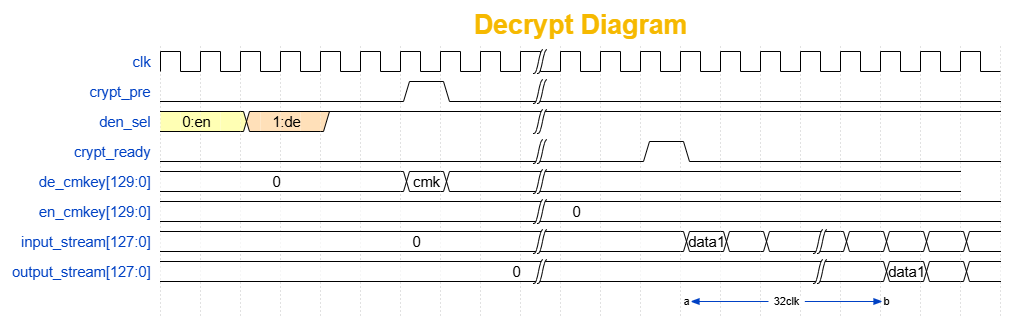 Decrypt Diagram
clk
crypt_pre
den_sel 0:en 1:de
crypt_ready
de_cmkey[129:0] 0 cmk
en_cmkey[129:0] 0
input_stream[127:0] 0 data1
output_stream[127:0] 0 data1
a 32clk b